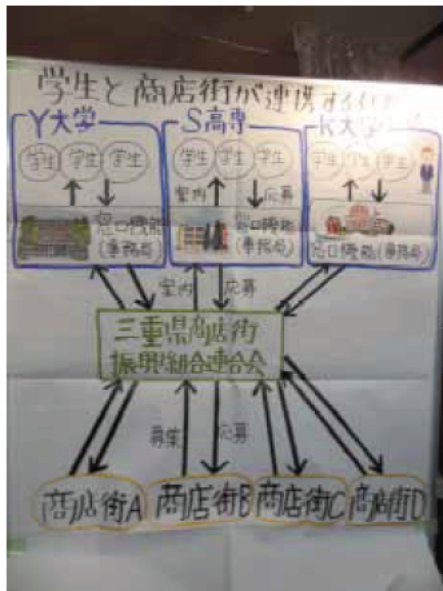 学生と商店街が連携す
Y大学
S高専
K大学
学生 学生 学生
学生 学生 学生
学生 学生 学生
案内 応募
窓口機能
(事務局)
窓口機能
(事務局)
窓口機能(事務局)
案内 応募
三重県商店街
振興組合連合会
募集 応募
商店街A 商店街B 商店街C 商店街D